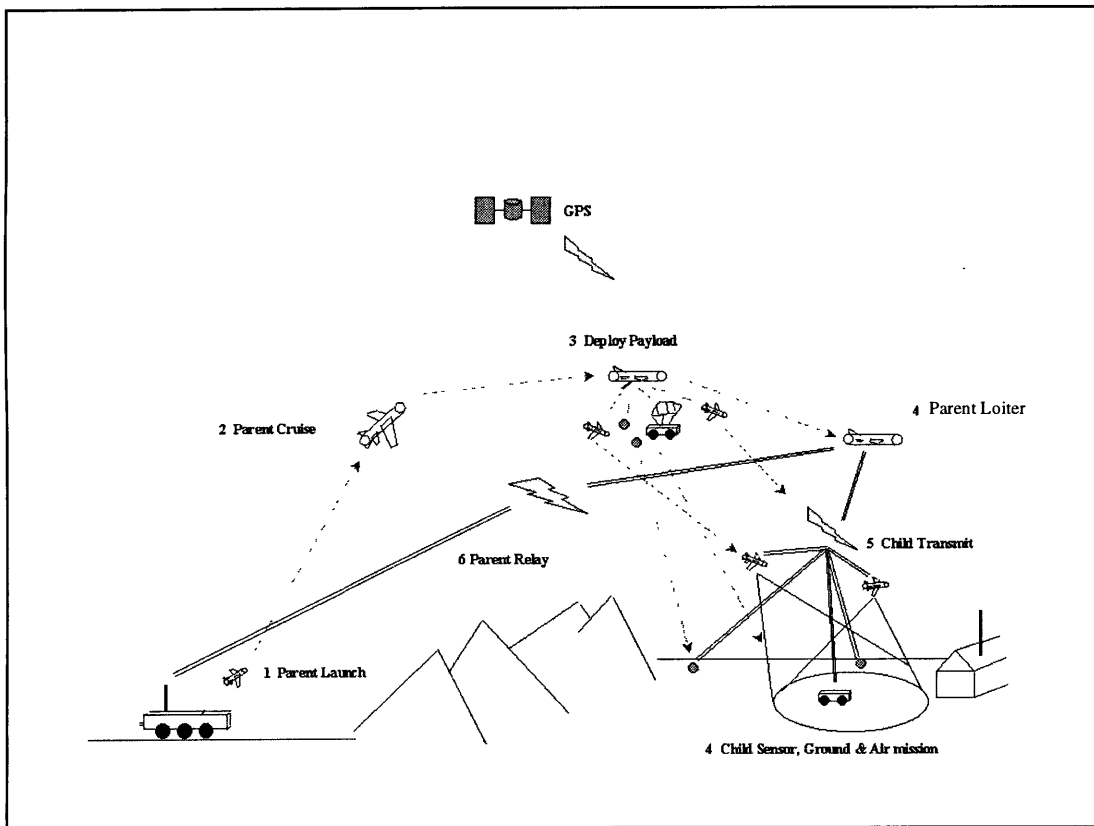 GPS
3 Deploy Payload
2 Parent Cruise
4 Parent Loiter
5 Child Transmit
6 Parent Relay
1 Parent Launch
4 Child Sensor, Ground & Air mission